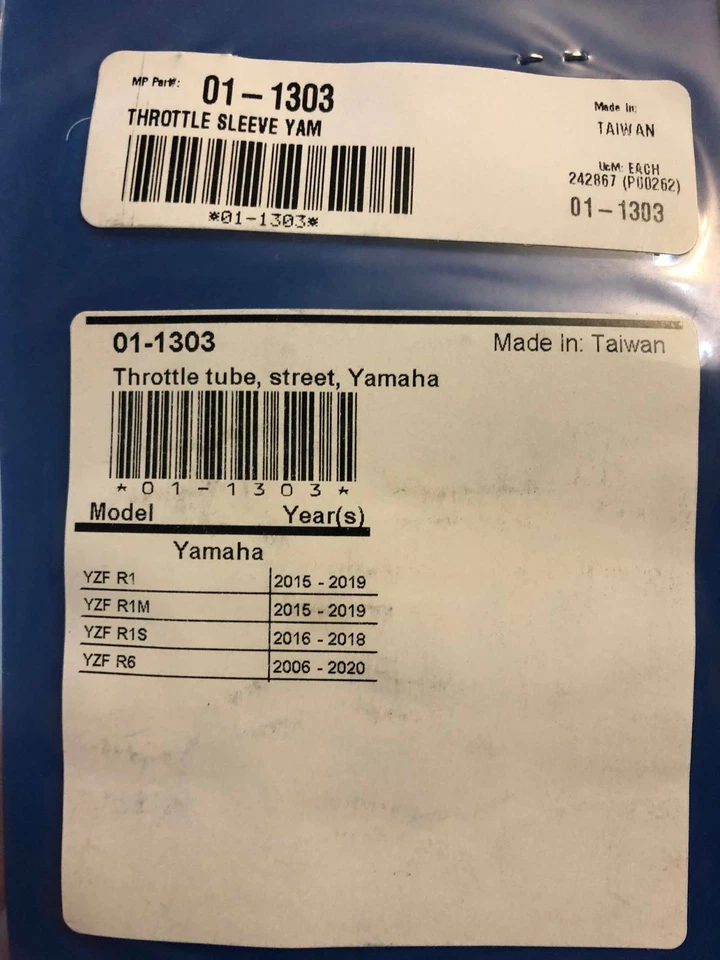 MP Part#: 01-1303
THROTTLE SLEEVE YAM
*01-1303*
Made In:
TAIWAN
UoM: EACH
242867 (P00262)
01-1303
01-1303 Made in: Taiwan
Throttle tube, street, Yamaha
*01-1303*
Model Year(s)
Yamaha
YZF R1 2015 - 2019
YZF R1M 2015 - 2019
YZF R1S 2016 - 2018
YZF R6 2006 - 2020